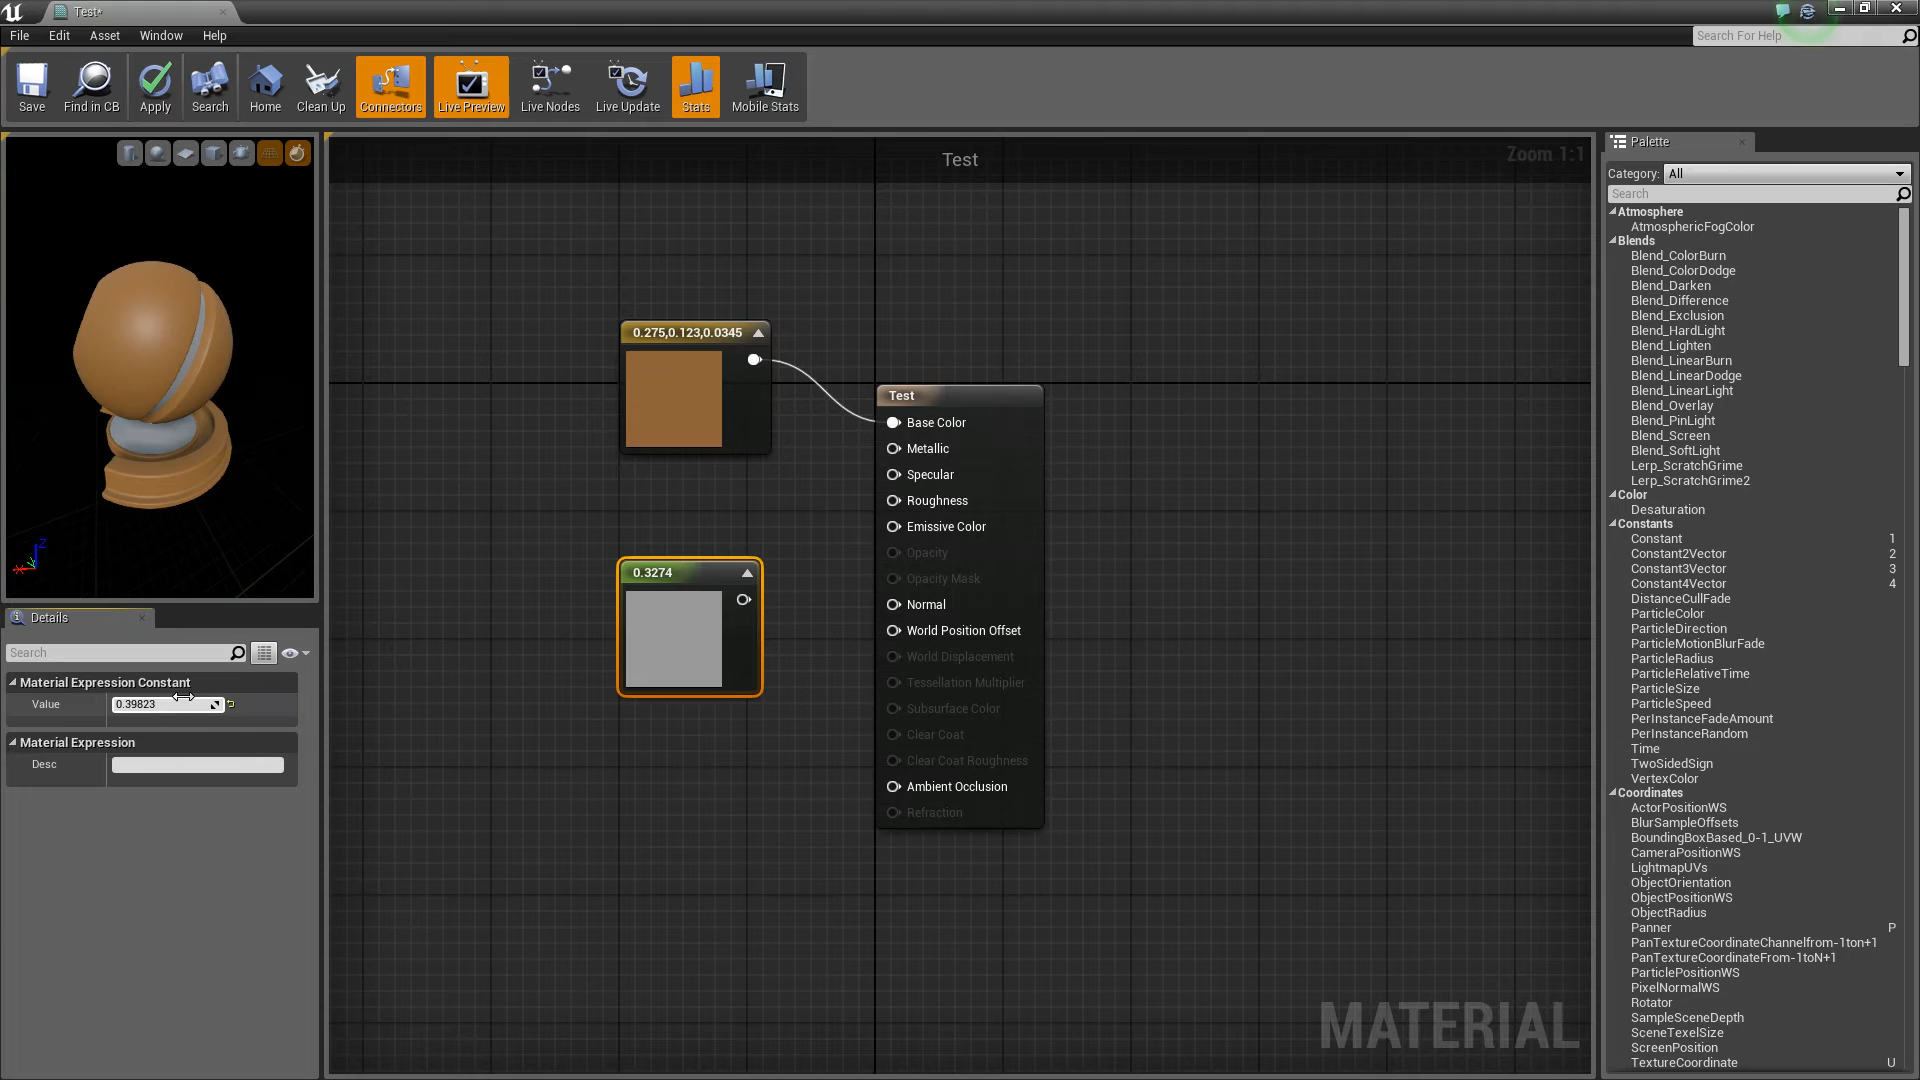 Test*
File Edit Asset Window Help
Search For Help
Save Find in CB Apply Search Home Clean Up Connectors Live Preview Live Nodes Live Update Stats Mobile Stats
Test
Zoom 1:1
Z
Details
Search
Material Expression Constant
Value 0.39823
Material Expression
Desc
0.275,0.123,0.0345
0.3274
Test
Base Color
Metallic
Specular
Roughness
Emissive Color
Opacity
Opacity Mask
Normal
World Position Offset
World Displacement
Tessellation Multiplier
Subsurface Color
Clear Coat
Clear Coat Roughness
Ambient Occlusion
Refraction
MATERIAL
Palette
Category: All
Search
Atmosphere
AtmosphericFogColor
Blends
Blend_ColorBurn
Blend_ColorDodge
Blend_Darken
Blend_Difference
Blend_Exclusion
Blend_HardLight
Blend_Lighten
Blend_LinearBurn
Blend_LinearDodge
Blend_LinearLight
Blend_Overlay
Blend_PinLight
Blend_Screen
Blend_SoftLight
Lerp_ScratchGrime
Lerp_ScratchGrime2
Color
Desaturation
Constants
Constant 1
Constant2Vector 2
Constant3Vector 3
Constant4Vector 4
DistanceCullFade
ParticleColor
ParticleDirection
ParticleMotionBlurFade
ParticleRadius
ParticleRelativeTime
ParticleSize
ParticleSpeed
PerInstanceFadeAmount
PerInstanceRandom
Time
TwoSidedSign
VertexColor
Coordinates
ActorPositionWS
BlurSampleOffsets
BoundingBoxBased_0-1_UVW
CameraPositionWS
LightmapUVs
ObjectOrientation
ObjectPositionWS
ObjectRadius
Panner P
PanTextureCoordinateChannelfrom-1ton+1
PanTextureCoordinateFrom-1toN+1
ParticlePositionWS
PixelNormalWS
Rotator
SampleSceneDepth
SceneTexelSize
ScreenPosition
TextureCoordinate U